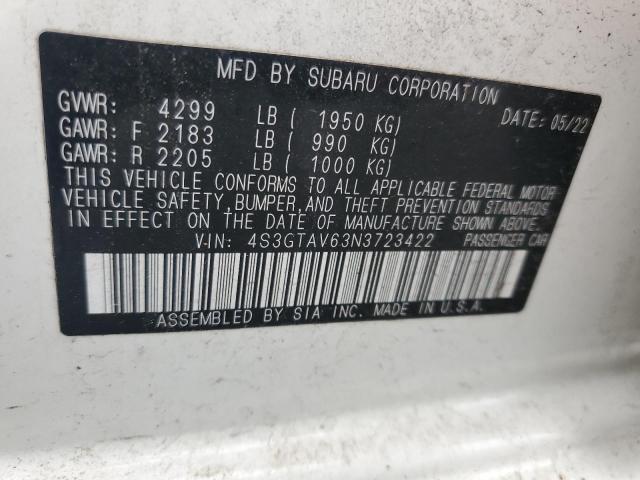 MFD BY SUBARU CORPORATION
GVWR: 4299 LB ( 1950 KG) DATE: 05/22
GAWR: F 2183 LB ( 990 KG)
GAWR: R 2205 LB ( 1000 KG)
THIS VEHICLE CONFORMS TO ALL APPLICABLE FEDERAL MOTOR
VEHICLE SAFETY, BUMPER, AND THEFT PREVENTION STANDARDS
IN EFFECT ON THE DATE OF MANUFACTURE SHOWN ABOVE.
VIN: 4S3GTAV63N3723422 PASSENGER CAR
ASSEMBLED BY SIA INC. MADE IN U.S.A.